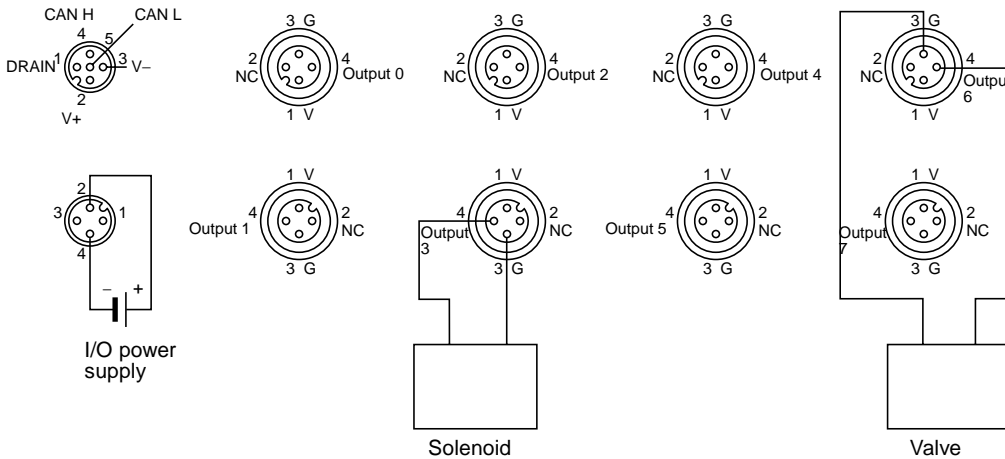 CAN H CAN L
4 5
DRAIN 1 3 V–
2
V+
3 G
2 4
NC Output 0
1 V
3 G
2 4
NC Output 2
1 V
3 G
2 4
NC Output 4
1 V
3 G
2 4
NC Output
6
1 V
2
3 1
4
– +
I/O power
supply
1 V
4 2
Output 1 NC
3 G
1 V
4 2
Output NC
3
3 G
1 V
4 2
Output 5 NC
3 G
1 V
4 2
Output NC
7
3 G
Solenoid
Valve